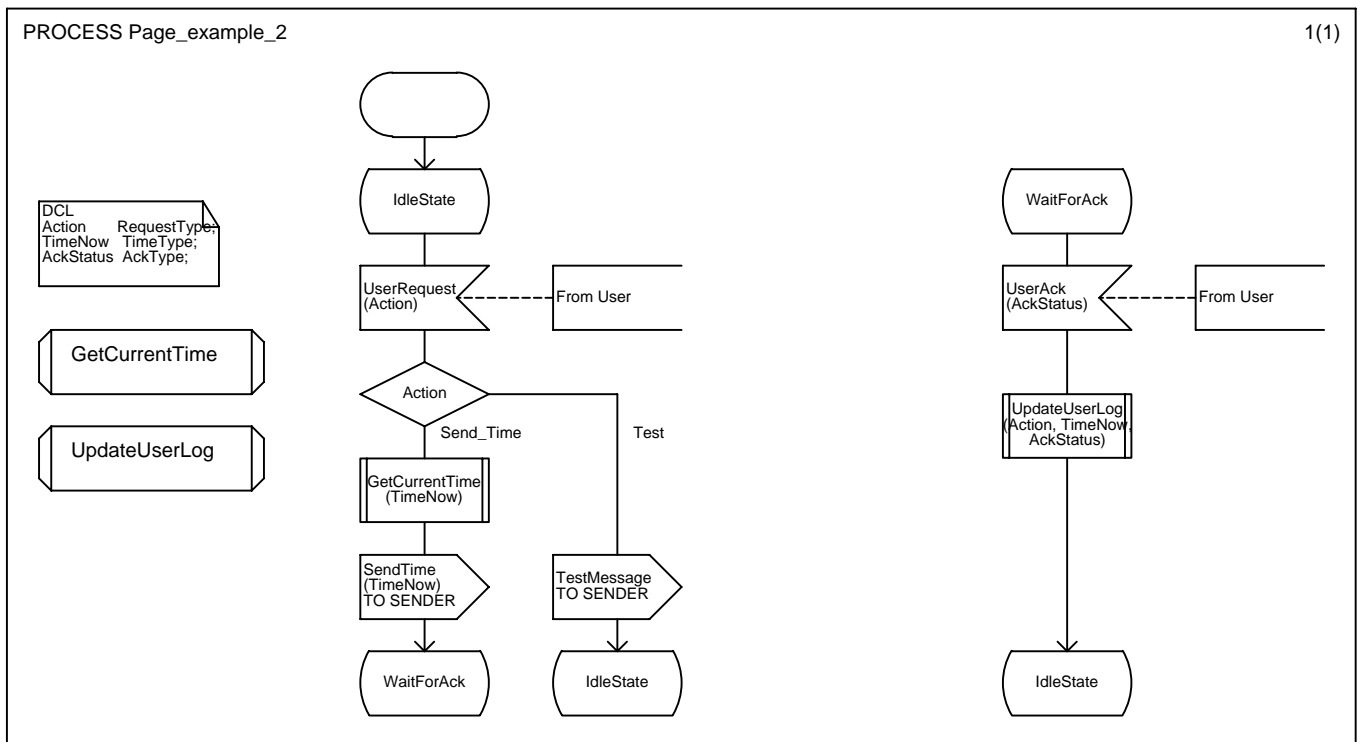 PROCESS Page_example_2
1(1)
DCL
Action RequestType;
TimeNow TimeType;
AckStatus AckType;
GetCurrentTime
UpdateUserLog
IdleState
UserRequest
(Action)
From User
Action
Send_Time
Test
GetCurrentTime
(TimeNow)
SendTime
(TimeNow)
TO SENDER
TestMessage
TO SENDER
WaitForAck
IdleState
WaitForAck
UserAck
(AckStatus)
From User
UpdateUserLog
(Action, TimeNow,
AckStatus)
IdleState